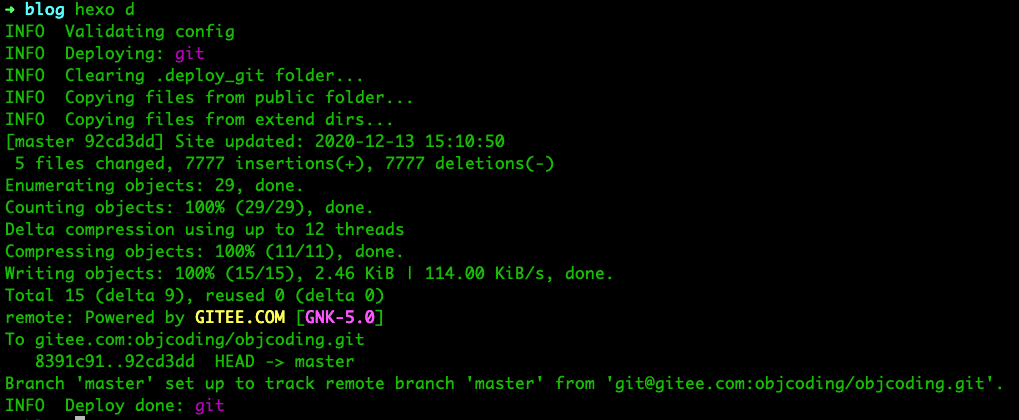 ➜ blog hexo d
INFO  Validating config
INFO  Deploying: git
INFO  Clearing .deploy_git folder...
INFO  Copying files from public folder...
INFO  Copying files from extend dirs...
[master 92cd3dd] Site updated: 2020-12-13 15:10:50
 5 files changed, 7777 insertions(+), 7777 deletions(-)
Enumerating objects: 29, done.
Counting objects: 100% (29/29), done.
Delta compression using up to 12 threads
Compressing objects: 100% (11/11), done.
Writing objects: 100% (15/15), 2.46 KiB | 114.00 KiB/s, done.
Total 15 (delta 9), reused 0 (delta 0)
remote: Powered by GITEE.COM [GNK-5.0]
To gitee.com:objcoding/objcoding.git
   8391c91..92cd3dd  HEAD -> master
Branch 'master' set up to track remote branch 'master' from 'git@gitee.com:objcoding/objcoding.git'.
INFO  Deploy done: git